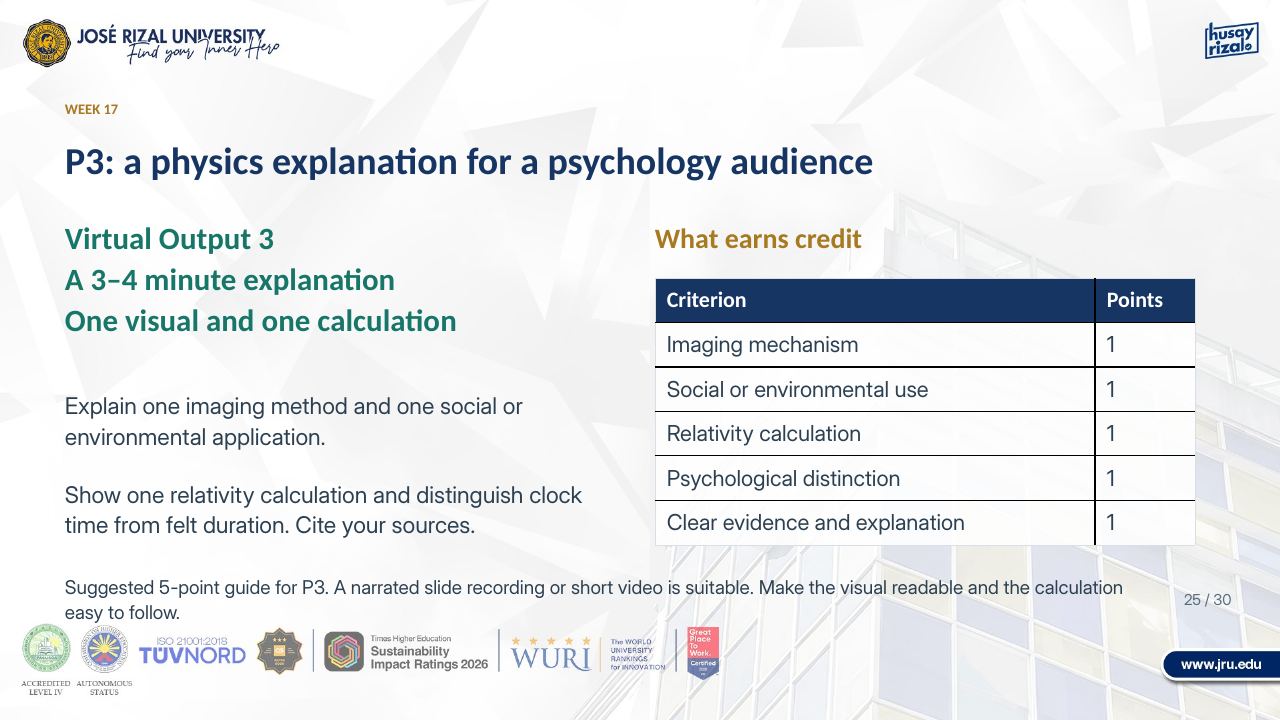 JOSÉ RIZAL UNIVERSITY
Find your Inner Hero
husay
rizal
WEEK 17
P3: a physics explanation for a psychology audience
Virtual Output 3
A 3–4 minute explanation
One visual and one calculation
Explain one imaging method and one social or
environmental application.
Show one relativity calculation and distinguish clock
time from felt duration. Cite your sources.
What earns credit
Criterion Points
Imaging mechanism 1
Social or environmental use 1
Relativity calculation 1
Psychological distinction 1
Clear evidence and explanation 1
Suggested 5-point guide for P3. A narrated slide recording or short video is suitable. Make the visual readable and the calculation
easy to follow.
25 / 30
ACCREDITED
LEVEL IV
AUTONOMOUS
STATUS
ISO 21001:2018
TÜVNORD
Times Higher Education
Sustainability
Impact Ratings 2026
WURI
The WORLD
UNIVERSITY
RANKINGS
for INNOVATION
Great
Place
To
Work.
Certified
www.jru.edu